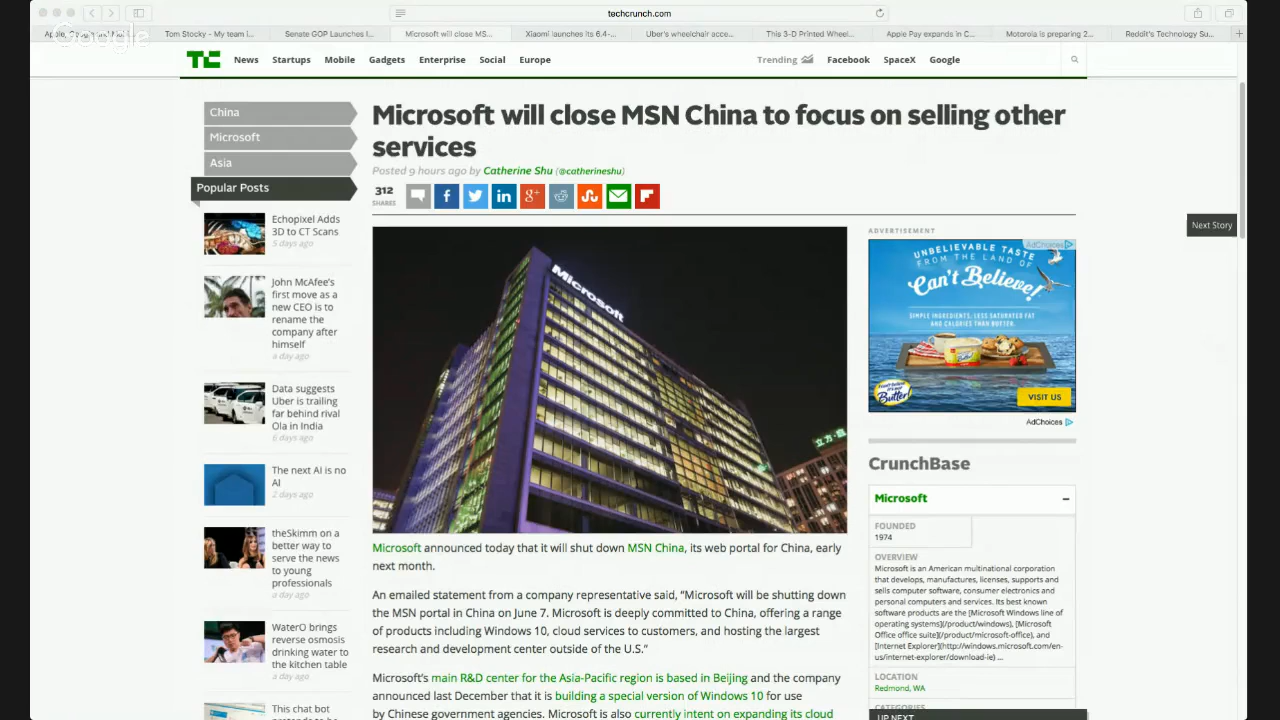 techcrunch.com
Google
Tom Stocky - My team i...
Senate GOP Launches I...
Microsoft will close MS...
Xiaomi launches its 6.4-...
Uber's wheelchair acce...
This 3-D Printed Wheel...
Apple Pay expands in C...
Motorola is preparing 2...
Reddit's Technology Su...
TC
News
Startups
Mobile
Gadgets
Enterprise
Social
Europe
Trending
Facebook
SpaceX
Google
China
Microsoft
Asia
Popular Posts
Echopixel Adds
3D to CT Scans
5 days ago
John McAfee's
first move as a
new CEO is to
rename the
company after
himself
a day ago
Data suggests
Uber is trailing
far behind rival
Ola in India
6 days ago
The next AI is no
AI
2 days ago
theSkimm on a
better way to
serve the news
to young
professionals
a day ago
WaterO brings
reverse osmosis
drinking water to
the kitchen table
a day ago
This chat bot
Microsoft will close MSN China to focus on selling other
services
Posted 9 hours ago by Catherine Shu (@catherineshu)
312
SHARES
Microsoft
立方·
Microsoft announced today that it will shut down MSN China, its web portal for China, early
next month.
An emailed statement from a company representative said, “Microsoft will be shutting down
the MSN portal in China on June 7. Microsoft is deeply committed to China, offering a range
of products including Windows 10, cloud services to customers, and hosting the largest
research and development center outside of the U.S.”
Microsoft's main R&D center for the Asia-Pacific region is based in Beijing and the company
announced last December that it is building a special version of Windows 10 for use
by Chinese government agencies. Microsoft is also currently intent on expanding its cloud
Next Story
ADVERTISEMENT
AdChoices
UNBELIEVABLE TASTE
FROM THE LAND OF
Can't Believe!
SIMPLE INGREDIENTS. LESS SATURATED FAT
AND CALORIES THAN BUTTER.
Butter!
VISIT US
AdChoices
CrunchBase
Microsoft
FOUNDED
1974
OVERVIEW
Microsoft is an American multinational corporation
that develops, manufactures, licenses, supports and
sells computer software, consumer electronics and
personal computers and services. Its best known
software products are the [Microsoft Windows line of
operating systems](/product/windows), [Microsoft
Office office suite](/product/microsoft-office), and
[Internet Explorer](http://windows.microsoft.com/en-
us/internet-explorer/download-ie) ...
LOCATION
Redmond, WA
CATEGORIES
UP NEXT